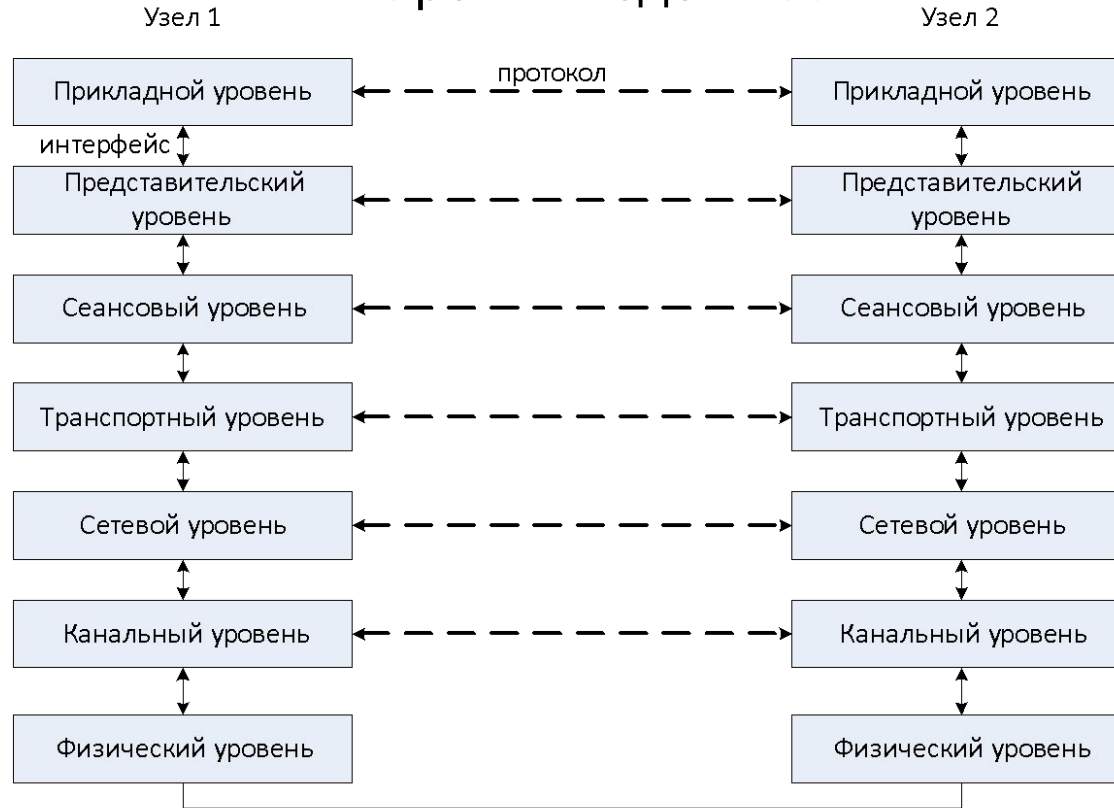 Узел 1
Узел 2
Прикладной уровень
протокол
Прикладной уровень
интерфейс
Представительский
уровень
Представительский
уровень
Сеансовый уровень
Сеансовый уровень
Транспортный уровень
Транспортный уровень
Сетевой уровень
Сетевой уровень
Канальный уровень
Канальный уровень
Физический уровень
Физический уровень